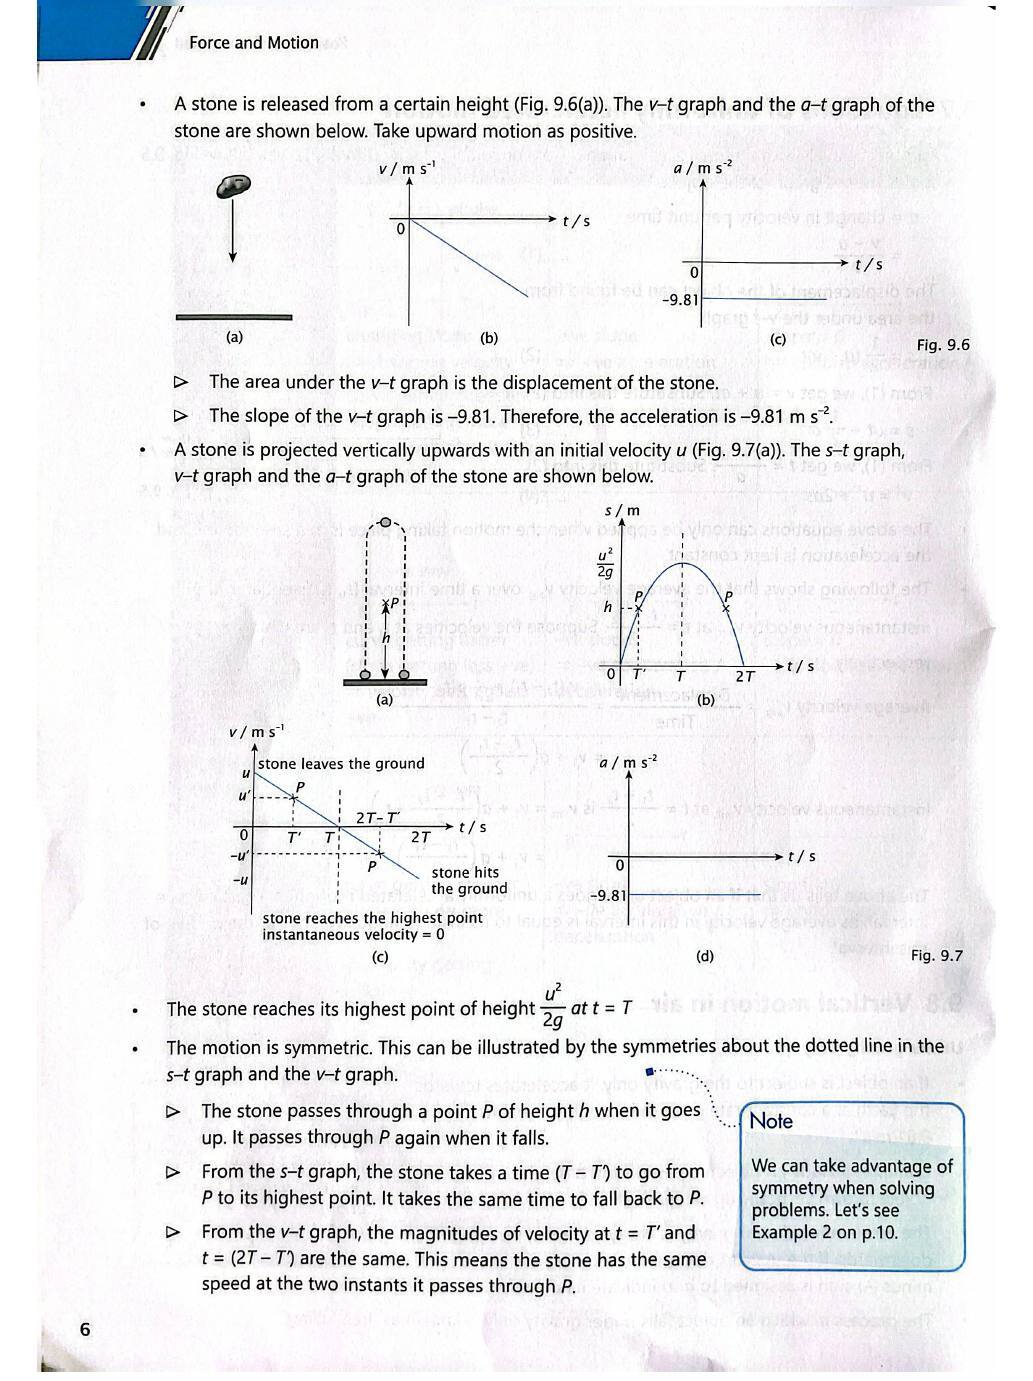 Force and Motion
• A stone is released from a certain height (Fig. 9.6(a)). The v–t graph and the a–t graph of the
stone are shown below. Take upward motion as positive.
v / m s⁻¹
a / m s⁻²
0
t / s
0
t / s
–9.81
(a)
(b)
(c)
Fig. 9.6
▷ The area under the v–t graph is the displacement of the stone.
▷ The slope of the v–t graph is –9.81. Therefore, the acceleration is –9.81 m s⁻².
• A stone is projected vertically upwards with an initial velocity u (Fig. 9.7(a)). The s–t graph,
v–t graph and the a–t graph of the stone are shown below.
P
h
(a)
s / m
u²
2g
h
P
P
0 T' T 2T
t / s
(b)
v / m s⁻¹
u
stone leaves the ground
u'
P
2T– T'
t / s
0 T' T 2T
–u'
P
–u
stone hits
the ground
stone reaches the highest point
instantaneous velocity = 0
(c)
a / m s⁻²
t / s
0
–9.81
(d)
Fig. 9.7
• The stone reaches its highest point of height u²/2g at t = T
• The motion is symmetric. This can be illustrated by the symmetries about the dotted line in the
s–t graph and the v–t graph.
▷ The stone passes through a point P of height h when it goes
up. It passes through P again when it falls.
▷ From the s–t graph, the stone takes a time (T – T') to go from
P to its highest point. It takes the same time to fall back to P.
▷ From the v–t graph, the magnitudes of velocity at t = T' and
t = (2T – T') are the same. This means the stone has the same
speed at the two instants it passes through P.
Note
We can take advantage of
symmetry when solving
problems. Let's see
Example 2 on p.10.
6